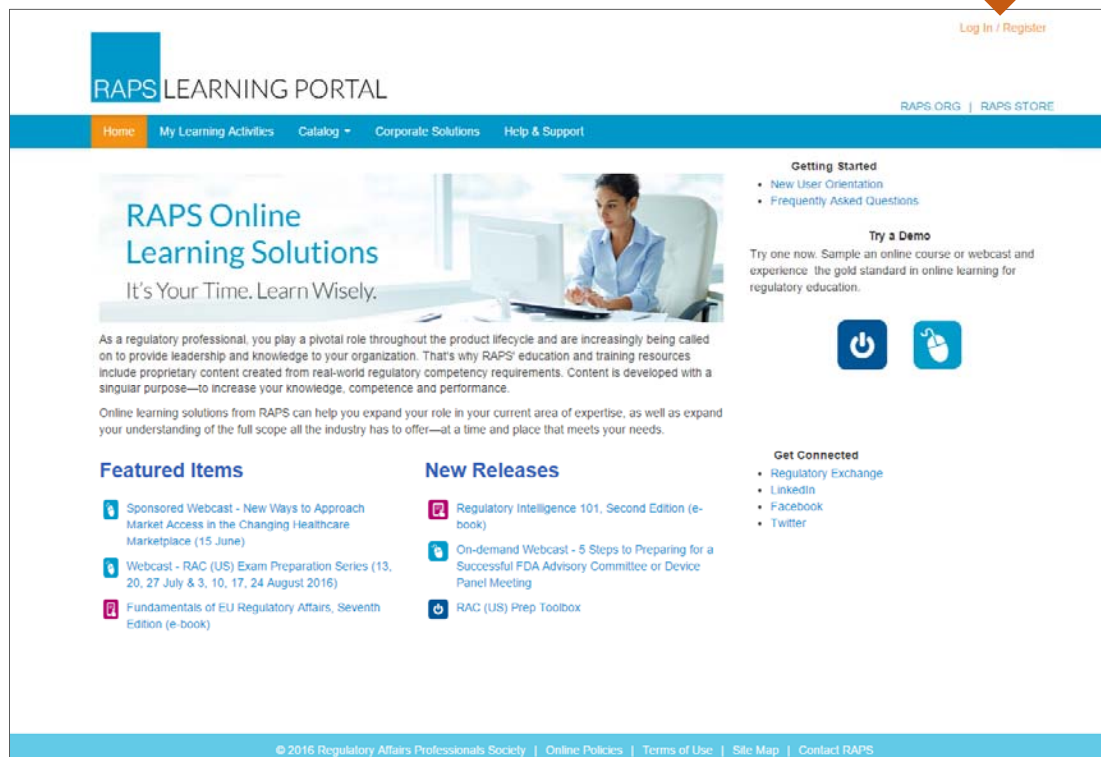 Log In / Register
RAPS LEARNING PORTAL
RAPS.ORG | RAPS STORE
Home My Learning Activities Catalog Corporate Solutions Help & Support
RAPS Online
Learning Solutions
It's Your Time. Learn Wisely.
As a regulatory professional, you play a pivotal role throughout the product lifecycle and are increasingly being called
on to provide leadership and knowledge to your organization. That's why RAPS' education and training resources
include proprietary content created from real-world regulatory competency requirements. Content is developed with a
singular purpose—to increase your knowledge, competence and performance.
Online learning solutions from RAPS can help you expand your role in your current area of expertise, as well as expand
your understanding of the full scope all the industry has to offer—at a time and place that meets your needs.
Featured Items
Sponsored Webcast - New Ways to Approach
Market Access in the Changing Healthcare
Marketplace (15 June)
Webcast - RAC (US) Exam Preparation Series (13,
20, 27 July & 3, 10, 17, 24 August 2016)
Fundamentals of EU Regulatory Affairs, Seventh
Edition (e-book)
New Releases
Regulatory Intelligence 101, Second Edition (e-
book)
On-demand Webcast - 5 Steps to Preparing for a
Successful FDA Advisory Committee or Device
Panel Meeting
RAC (US) Prep Toolbox
Getting Started
• New User Orientation
• Frequently Asked Questions
Try a Demo
Try one now. Sample an online course or webcast and
experience the gold standard in online learning for
regulatory education.
Get Connected
• Regulatory Exchange
• LinkedIn
• Facebook
• Twitter
© 2016 Regulatory Affairs Professionals Society | Online Policies | Terms of Use | Site Map | Contact RAPS